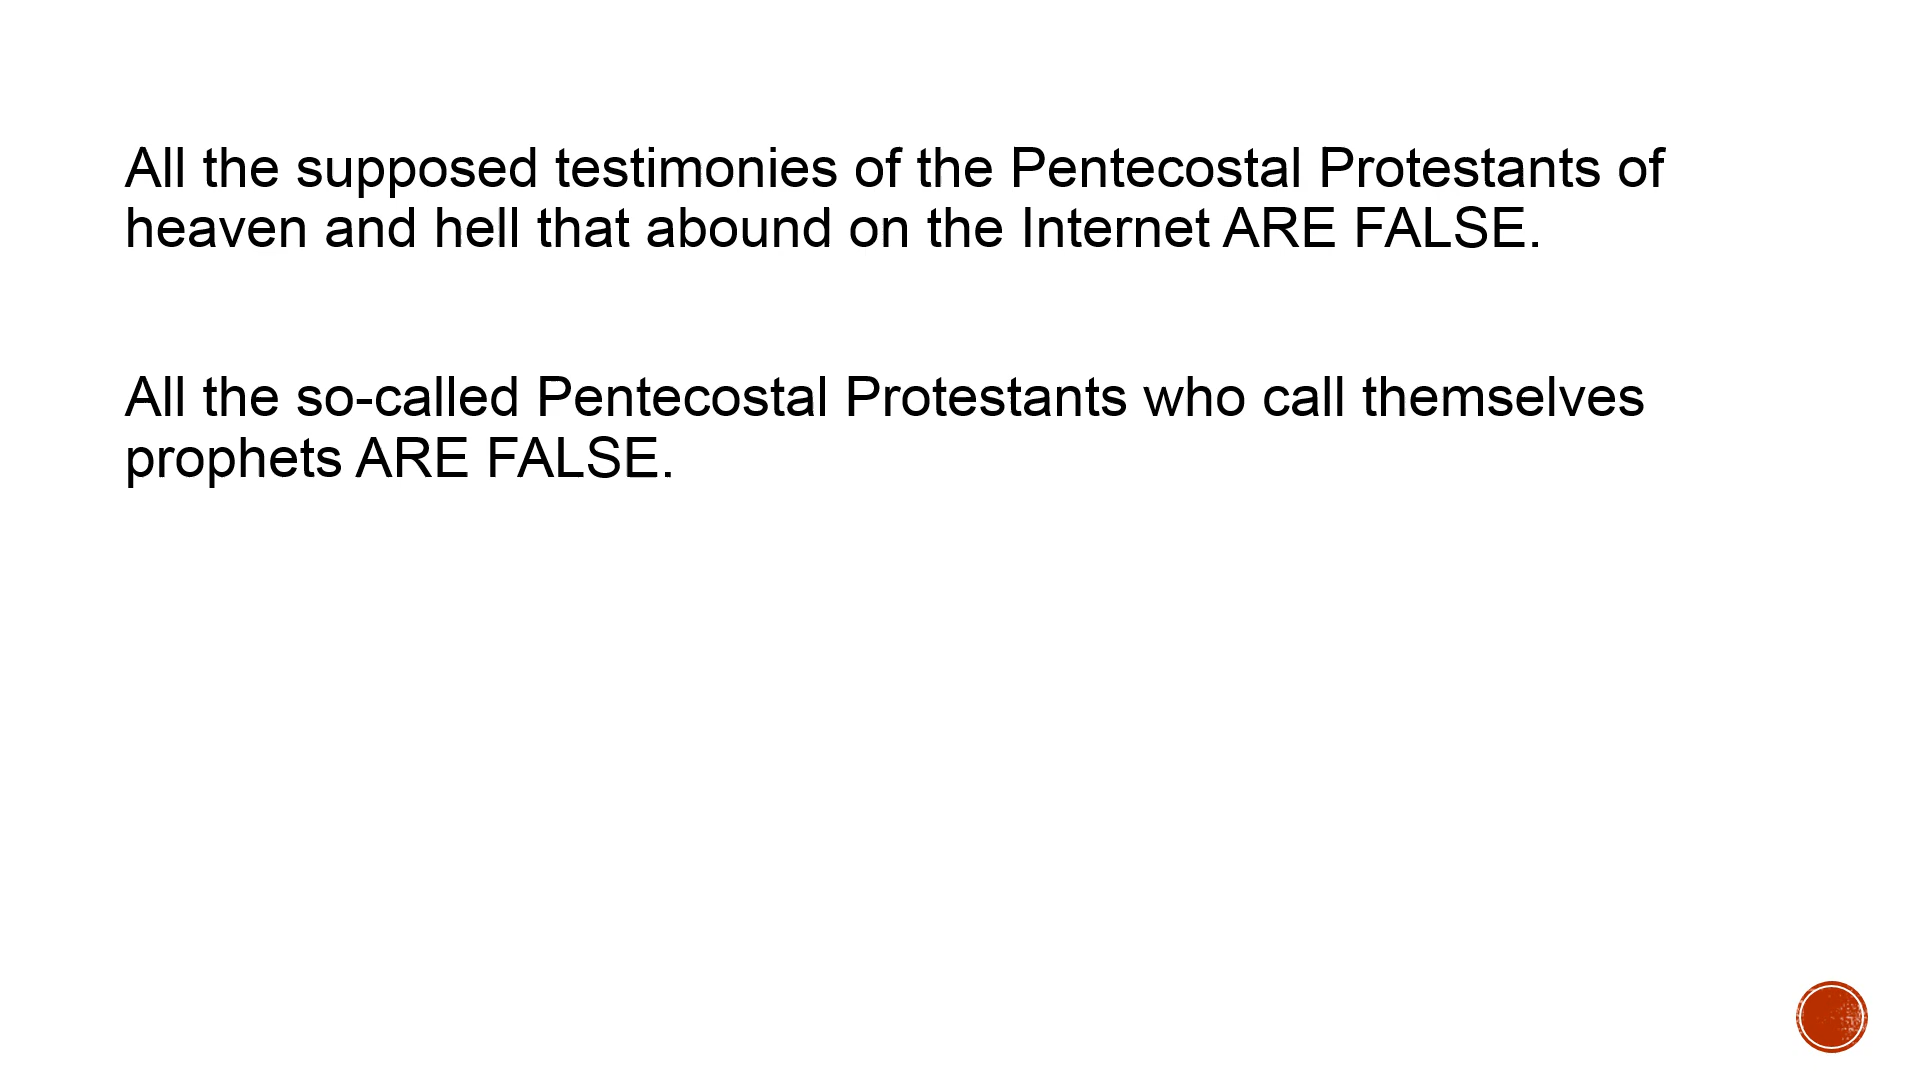 All the supposed testimonies of the Pentecostal Protestants of
heaven and hell that abound on the Internet ARE FALSE.
All the so-called Pentecostal Protestants who call themselves
prophets ARE FALSE.